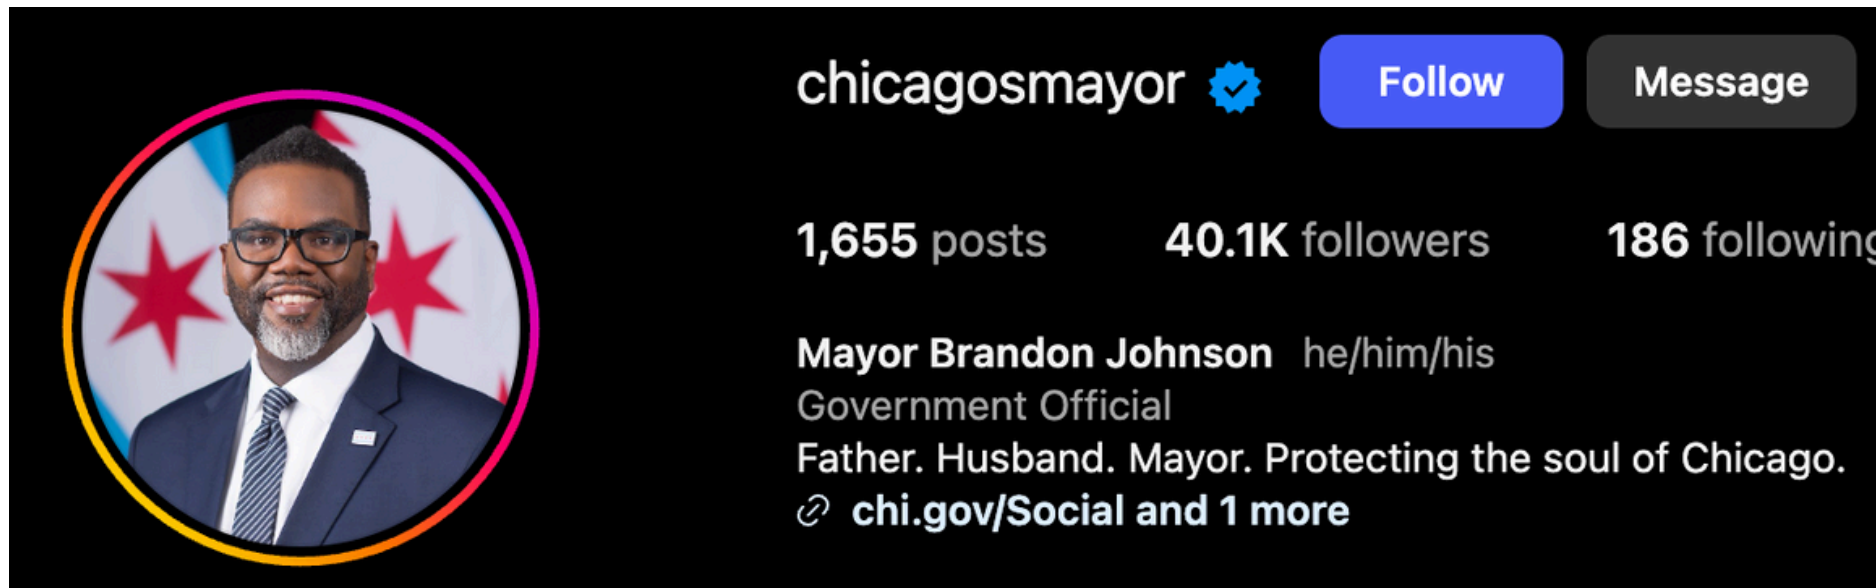 chicagosmayor Follow Message
1,655 posts 40.1K followers 186 following
Mayor Brandon Johnson he/him/his
Government Official
Father. Husband. Mayor. Protecting the soul of Chicago.
chi.gov/Social and 1 more